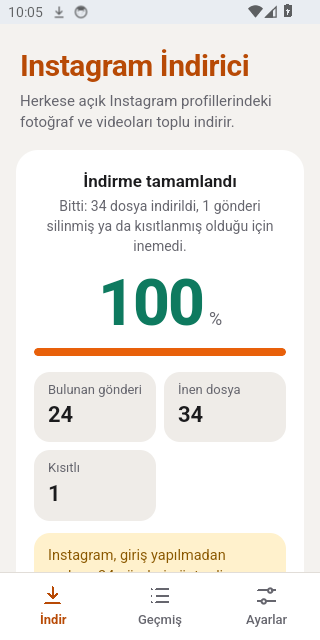 10:05
Instagram İndirici
Herkese açık Instagram profillerindeki
fotoğraf ve videoları toplu indirir.
İndirme tamamlandı
Bitti: 34 dosya indirildi, 1 gönderi
silinmiş ya da kısıtlanmış olduğu için
inemedi.
100 %
Bulunan gönderi
24
İnen dosya
34
Kısıtlı
1
Instagram, giriş yapılmadan
İndir
Geçmiş
Ayarlar